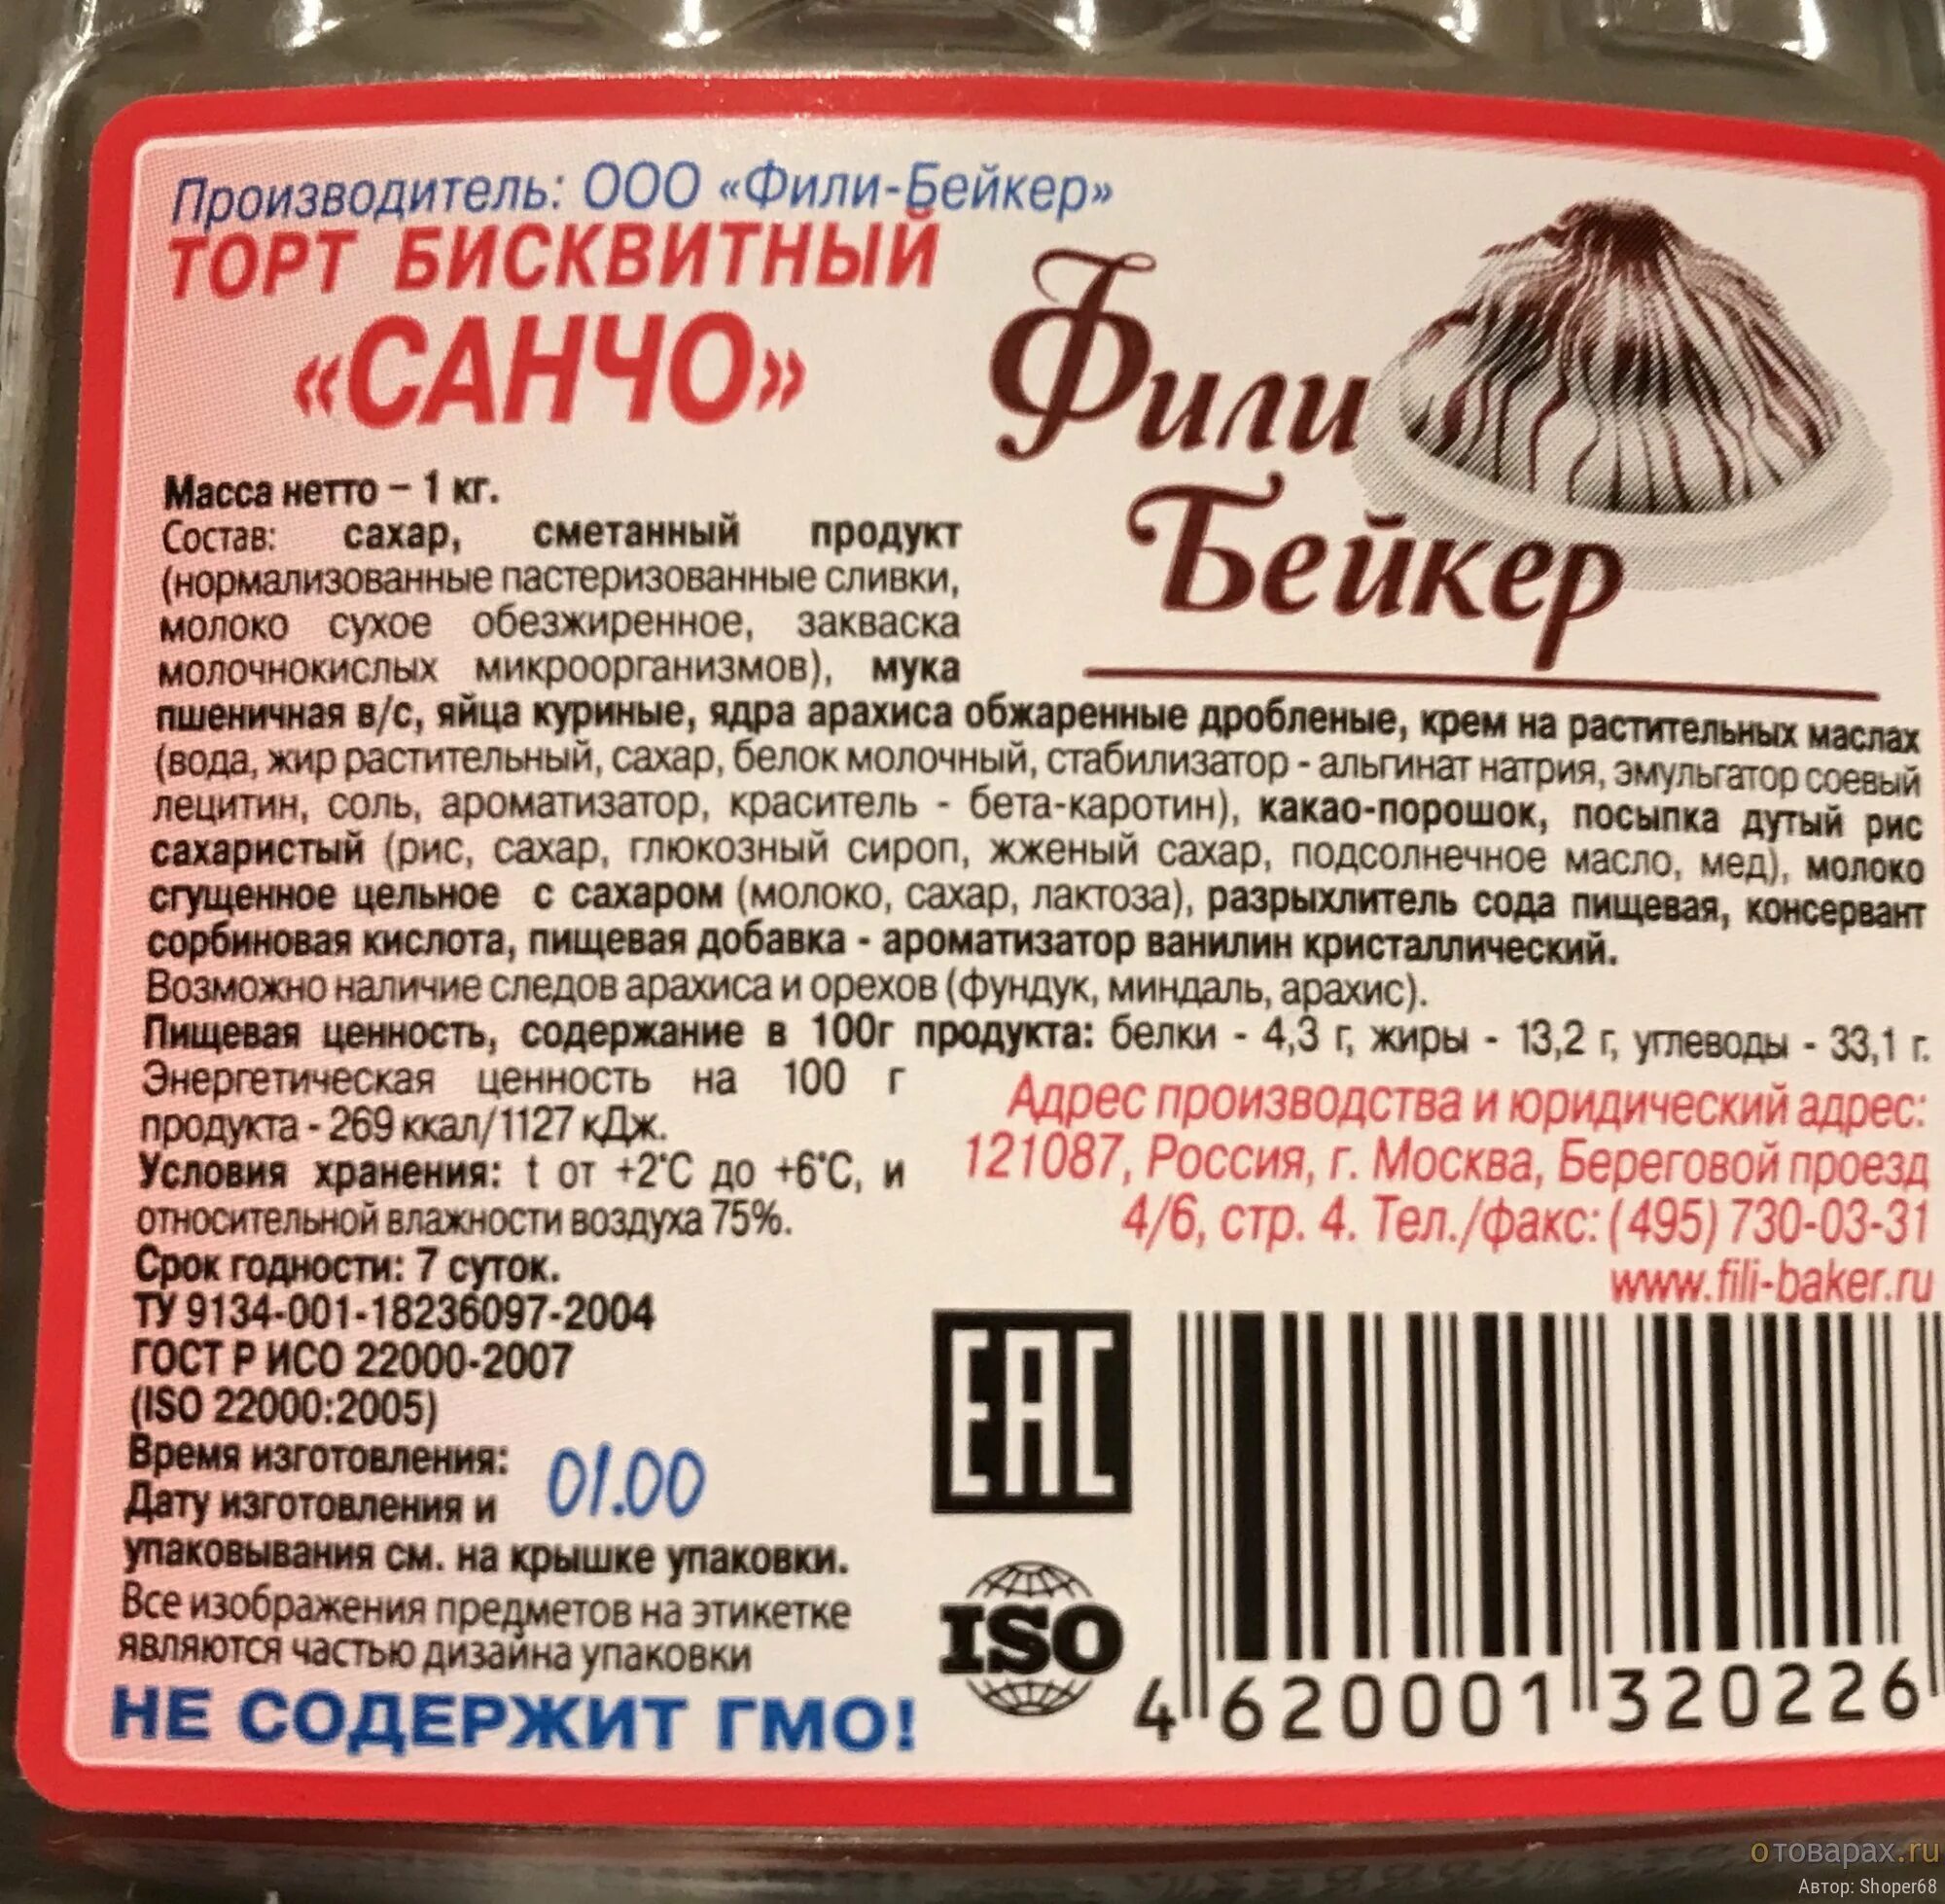 Производитель: ООО «Фили-Бейкер»
ТОРТ БИСКВИТНЫЙ
«САНЧО»
Фили
Бейкер
Масса нетто – 1 кг.
Состав: сахар, сметанный продукт
(нормализованные пастеризованные сливки,
молоко сухое обезжиренное, закваска
молочнокислых микроорганизмов), мука
пшеничная в/с, яйца куриные, ядра арахиса обжаренные дробленые, крем на растительных маслах
(вода, жир растительный, сахар, белок молочный, стабилизатор - альгинат натрия, эмульгатор соевый
лецитин, соль, ароматизатор, краситель - бета-каротин), какао-порошок, посыпка дутый рис
сахаристый (рис, сахар, глюкозный сироп, жженый сахар, подсолнечное масло, мед), молоко
сгущенное цельное с сахаром (молоко, сахар, лактоза), разрыхлитель сода пищевая, консервант
сорбиновая кислота, пищевая добавка - ароматизатор ванилин кристаллический.
Возможно наличие следов арахиса и орехов (фундук, миндаль, арахис).
Пищевая ценность, содержание в 100г продукта: белки - 4,3 г, жиры - 13,2 г, углеводы - 33,1 г.
Энергетическая ценность на 100 г
продукта - 269 ккал/1127 кДж.
Условия хранения: t от +2°С до +6°С, и
относительной влажности воздуха 75%.
Срок годности: 7 суток.
ТУ 9134-001-18236097-2004
ГОСТ Р ИСО 22000-2007
(ISO 22000:2005)
Время изготовления: 01.00
Дату изготовления и
упаковывания см. на крышке упаковки.
Все изображения предметов на этикетке
являются частью дизайна упаковки
НЕ СОДЕРЖИТ ГМО!
Адрес производства и юридический адрес:
121087, Россия, г. Москва, Береговой проезд
4/6, стр. 4. Тел./факс: (495) 730-03-31
www.fili-baker.ru
EAC
ISO
4 620001 320226
отоварах.ru
Автор: Shoper68